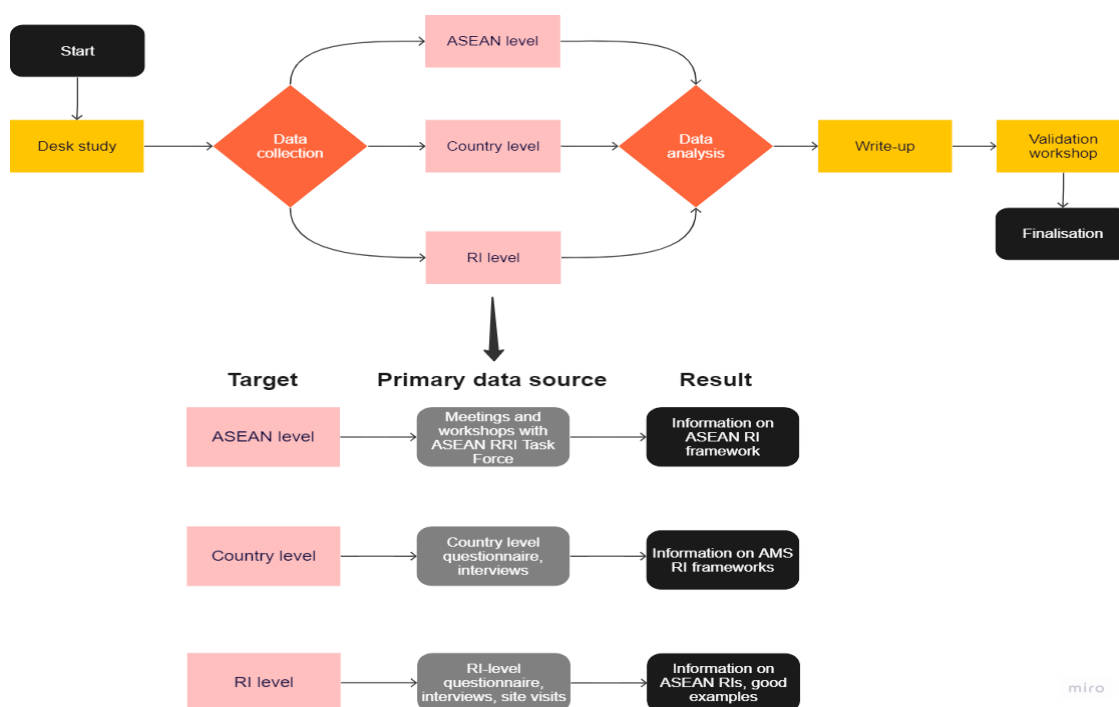 Start
ASEAN level
Desk study
Data
collection
Country level
Data
analysis
Write-up
Validation
workshop
RI level
Finalisation
Target
Primary data source
Result
ASEAN level
Meetings and
workshops with
ASEAN RRI Task
Force
Information on
ASEAN RI
framework
Country level
Country level
questionnaire,
interviews
Information on AMS
RI frameworks
RI level
RI-level
questionnaire,
interviews, site visits
Information on
ASEAN RIs, good
examples
miro